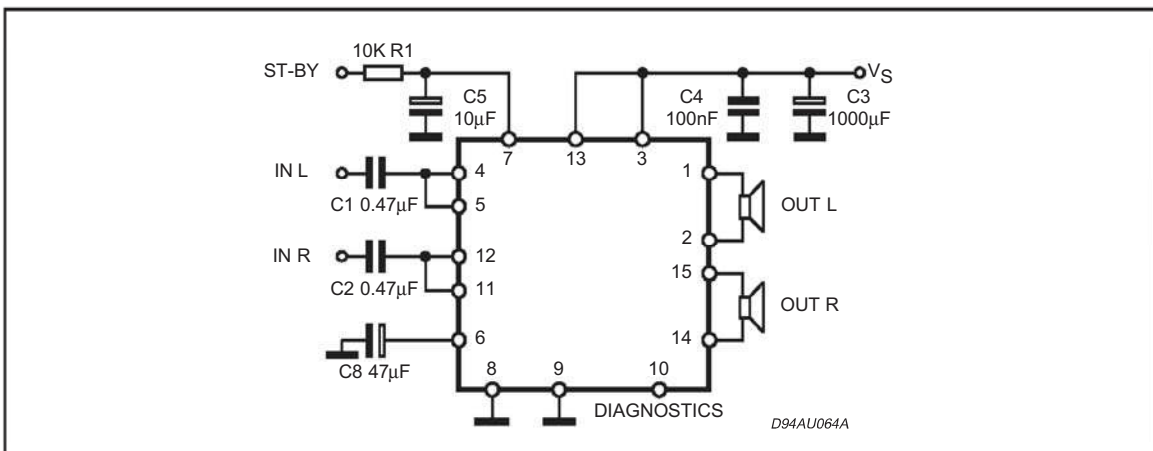 10K R1
ST-BY
C5
10µF
C4
100nF
C3
1000µF
VS
7
13
3
IN L
C1 0.47µF
4
5
1
OUT L
2
IN R
C2 0.47µF
12
11
15
OUT R
14
6
C8 47µF
8
9
10
DIAGNOSTICS
D94AU064A